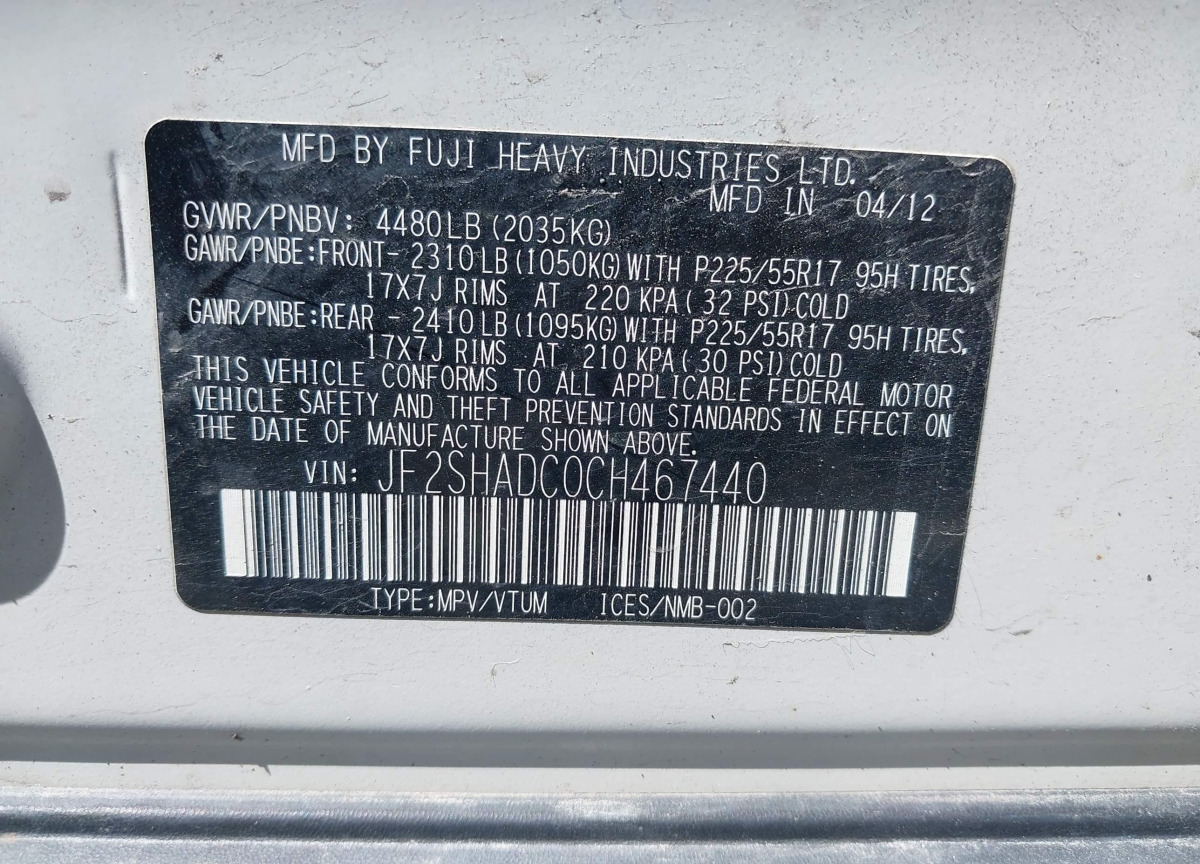 MFD BY FUJI HEAVY INDUSTRIES LTD.
MFD IN 04/12
GVWR/PNBV: 4480LB(2035KG)
GAWR/PNBE:FRONT-2310LB(1050KG)WITH P225/55R17 95H TIRES,
17X7J RIMS AT 220 KPA(32 PSI)COLD
GAWR/PNBE:REAR -2410LB(1095KG)WITH P225/55R17 95H TIRES,
17X7J RIMS AT 210 KPA(30 PSI)COLD
THIS VEHICLE CONFORMS TO ALL APPLICABLE FEDERAL MOTOR
VEHICLE SAFETY AND THEFT PREVENTION STANDARDS IN EFFECT ON
THE DATE OF MANUFACTURE SHOWN ABOVE.
VIN: JF2SHADC0CH467440
TYPE:MPV/VTUM ICES/NMB-002